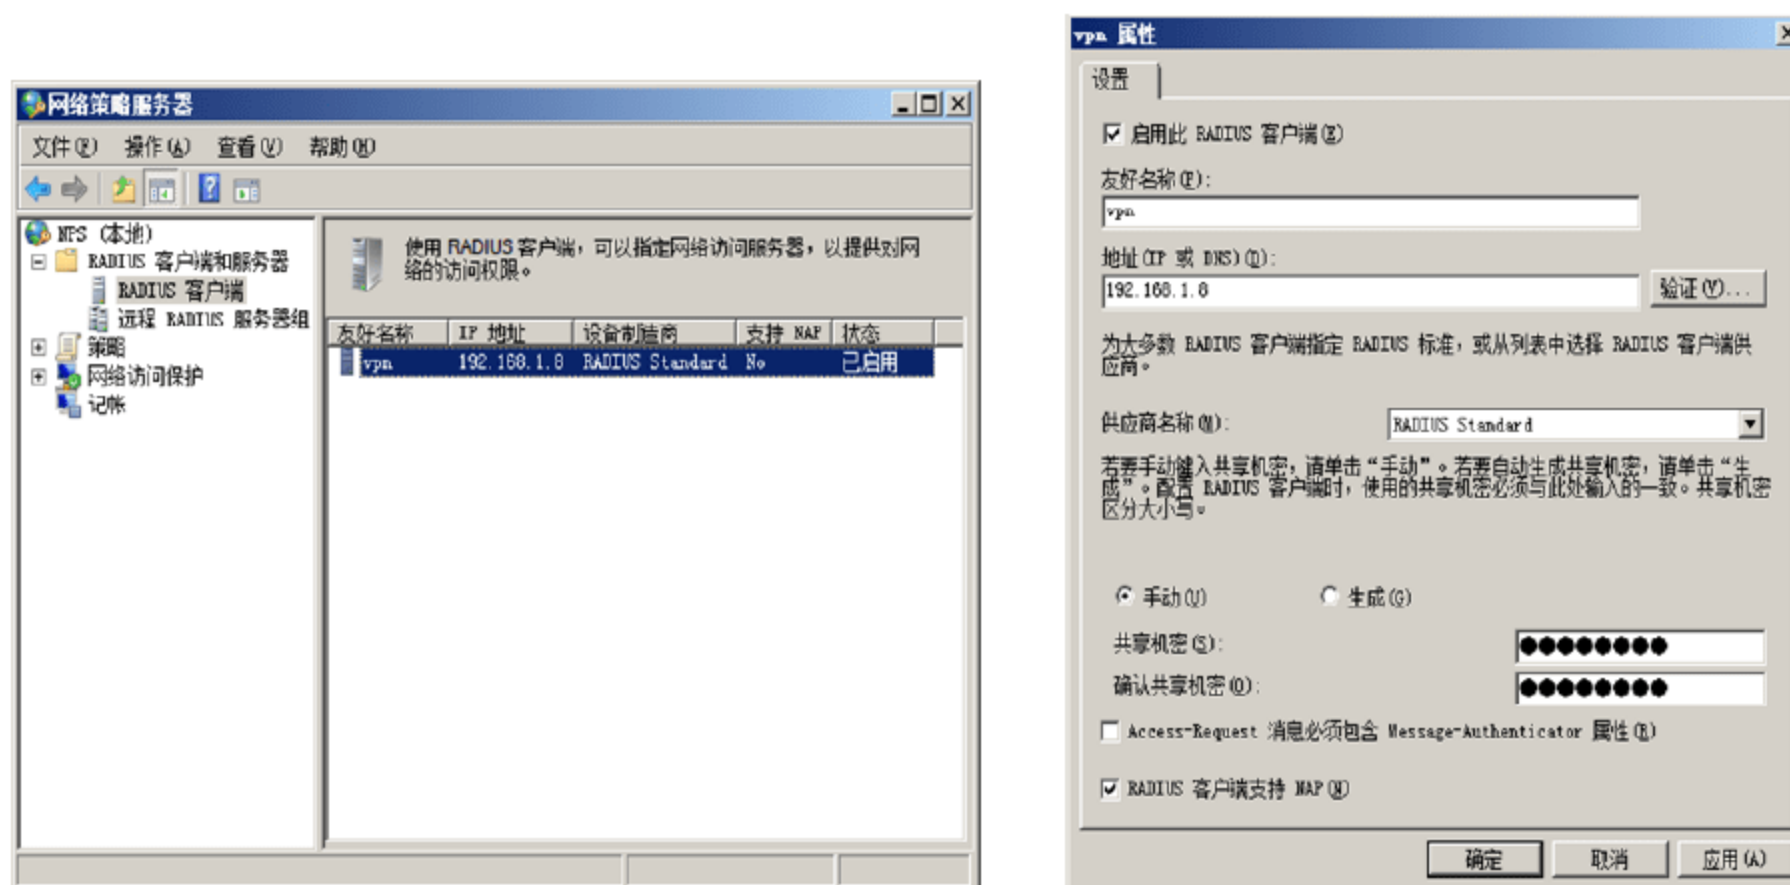 网络策略服务器
文件(F) 操作(A) 查看(V) 帮助(H)
NPS (本地)
RADIUS 客户端和服务器
RADIUS 客户端
远程 RADIUS 服务器组
策略
网络访问保护
记帐
使用 RADIUS 客户端，可以指定网络访问服务器，以提供对网
络的访问权限。
友好名称 IP 地址 设备制造商 支持 NAP 状态
vpn 192.168.1.8 RADIUS Standard No 已启用
vpn 属性
设置
启用此 RADIUS 客户端(E)
友好名称(F):
vpn
地址(IP 或 DNS)(D):
192.168.1.8
验证(V)...
为大多数 RADIUS 客户端指定 RADIUS 标准，或从列表中选择 RADIUS 客户端供
应商。
供应商名称(M):
RADIUS Standard
若要手动键入共享机密，请单击“手动”。若要自动生成共享机密，请单击“生
成”。配置 RADIUS 客户端时，使用的共享机密必须与此处输入的一致。共享机密
区分大小写。
手动(U) 生成(G)
共享机密(S):
确认共享机密(O):
Access-Request 消息必须包含 Message-Authenticator 属性(R)
RADIUS 客户端支持 NAP(N)
确定 取消 应用(A)